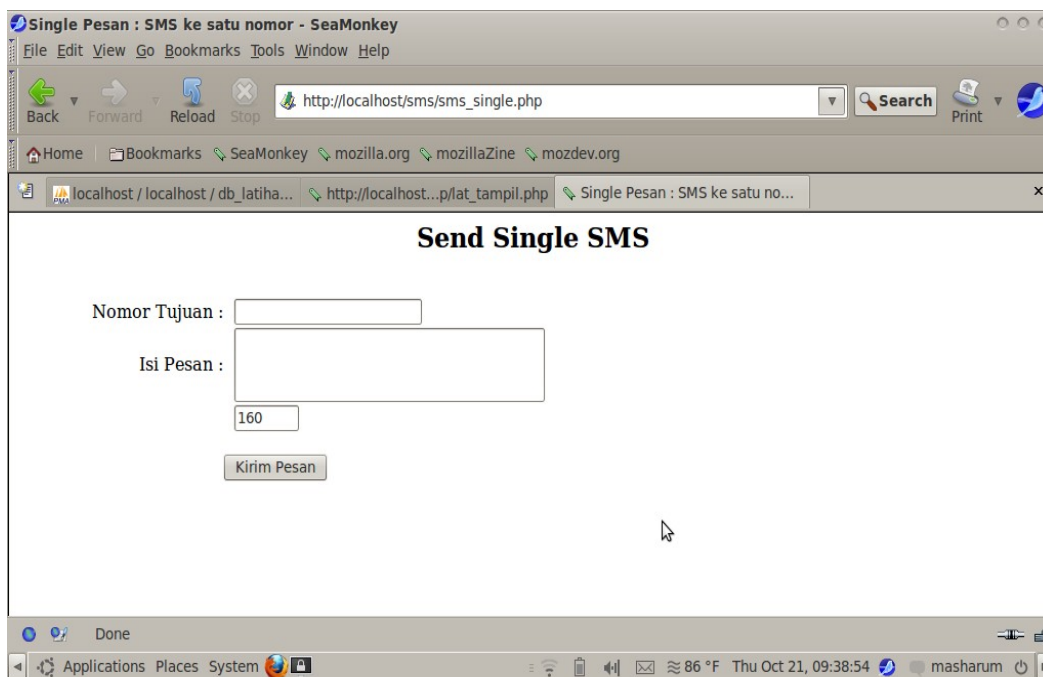 Single Pesan : SMS ke satu nomor - SeaMonkey
File Edit View Go Bookmarks Tools Window Help
Back Forward Reload Stop http://localhost/sms/sms_single.php Search Print
Home Bookmarks SeaMonkey mozilla.org mozillaZine mozdev.org
localhost / localhost / db_latiha... http://localhost...p/lat_tampil.php Single Pesan : SMS ke satu no...
Send Single SMS
Nomor Tujuan :
Isi Pesan :
160
Kirim Pesan
Done
Applications Places System 86 °F Thu Oct 21, 09:38:54 masharum